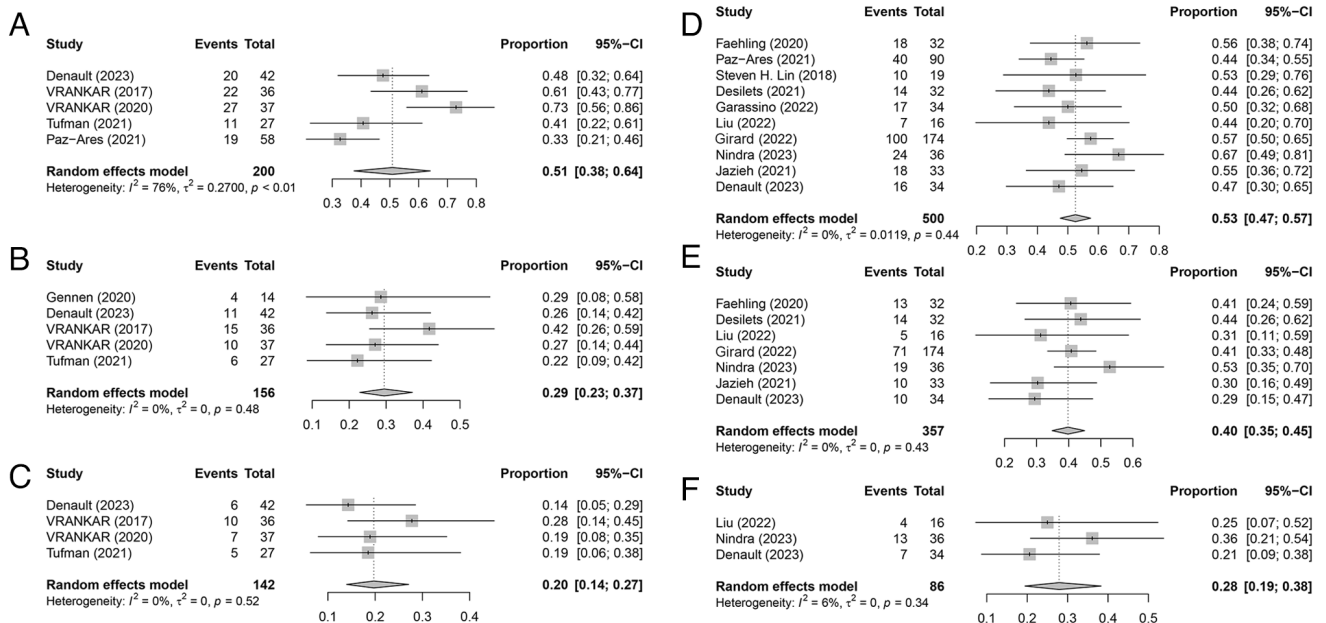 A
Study Events Total Proportion 95%−CI
Denault (2023) 20 42 0.48 [0.32; 0.64]
VRANKAR (2017) 22 36 0.61 [0.43; 0.77]
VRANKAR (2020) 27 37 0.73 [0.56; 0.86]
Tufman (2021) 11 27 0.41 [0.22; 0.61]
Paz−Ares (2021) 19 58 0.33 [0.21; 0.46]
Random effects model 200 0.51 [0.38; 0.64]
Heterogeneity: I² = 76%, τ² = 0.2700, p < 0.01
0.3 0.4 0.5 0.6 0.7 0.8
B
Study Events Total Proportion 95%−CI
Gennen (2020) 4 14 0.29 [0.08; 0.58]
Denault (2023) 11 42 0.26 [0.14; 0.42]
VRANKAR (2017) 15 36 0.42 [0.26; 0.59]
VRANKAR (2020) 10 37 0.27 [0.14; 0.44]
Tufman (2021) 6 27 0.22 [0.09; 0.42]
Random effects model 156 0.29 [0.23; 0.37]
Heterogeneity: I² = 0%, τ² = 0, p = 0.48
0.1 0.2 0.3 0.4 0.5
C
Study Events Total Proportion 95%−CI
Denault (2023) 6 42 0.14 [0.05; 0.29]
VRANKAR (2017) 10 36 0.28 [0.14; 0.45]
VRANKAR (2020) 7 37 0.19 [0.08; 0.35]
Tufman (2021) 5 27 0.19 [0.06; 0.38]
Random effects model 142 0.20 [0.14; 0.27]
Heterogeneity: I² = 0%, τ² = 0, p = 0.52
0.1 0.2 0.3 0.4
D
Study Events Total Proportion 95%−CI
Faehling (2020) 18 32 0.56 [0.38; 0.74]
Paz−Ares (2021) 40 90 0.44 [0.34; 0.55]
Steven H. Lin (2018) 10 19 0.53 [0.29; 0.76]
Desilets (2021) 14 32 0.44 [0.26; 0.62]
Garassino (2022) 17 34 0.50 [0.32; 0.68]
Liu (2022) 7 16 0.44 [0.20; 0.70]
Girard (2022) 100 174 0.57 [0.50; 0.65]
Nindra (2023) 24 36 0.67 [0.49; 0.81]
Jazieh (2021) 18 33 0.55 [0.36; 0.72]
Denault (2023) 16 34 0.47 [0.30; 0.65]
Random effects model 500 0.53 [0.47; 0.57]
Heterogeneity: I² = 0%, τ² = 0.0119, p = 0.44
0.2 0.3 0.4 0.5 0.6 0.7 0.8
E
Study Events Total Proportion 95%−CI
Faehling (2020) 13 32 0.41 [0.24; 0.59]
Desilets (2021) 14 32 0.44 [0.26; 0.62]
Liu (2022) 5 16 0.31 [0.11; 0.59]
Girard (2022) 71 174 0.41 [0.33; 0.48]
Nindra (2023) 19 36 0.53 [0.35; 0.70]
Jazieh (2021) 10 33 0.30 [0.16; 0.49]
Denault (2023) 10 34 0.29 [0.15; 0.47]
Random effects model 357 0.40 [0.35; 0.45]
Heterogeneity: I² = 0%, τ² = 0, p = 0.43
0.2 0.3 0.4 0.5 0.6
F
Study Events Total Proportion 95%−CI
Liu (2022) 4 16 0.25 [0.07; 0.52]
Nindra (2023) 13 36 0.36 [0.21; 0.54]
Denault (2023) 7 34 0.21 [0.09; 0.38]
Random effects model 86 0.28 [0.19; 0.38]
Heterogeneity: I² = 6%, τ² = 0, p = 0.34
0.1 0.2 0.3 0.4 0.5